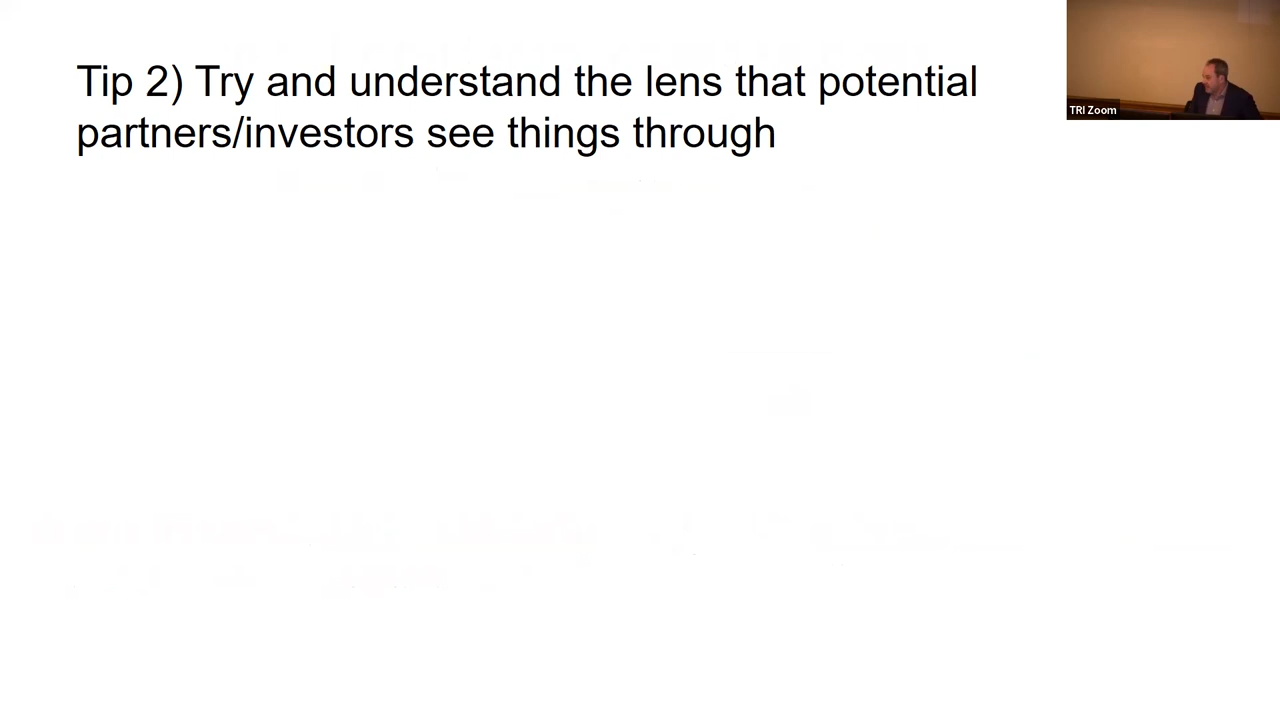 Tip 2) Try and understand the lens that potential
partners/investors see things through
TRI Zoom